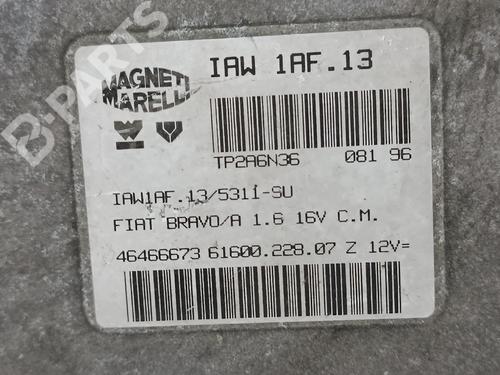 B-PARTS
MAGNETI
MARELLI
IAW 1AF.13
TP2A6N36 081 96
IAW1AF.13/531I-SU
FIAT BRAVO/A 1.6 16V C.M.
46466673 61600.228.07 Z 12V=